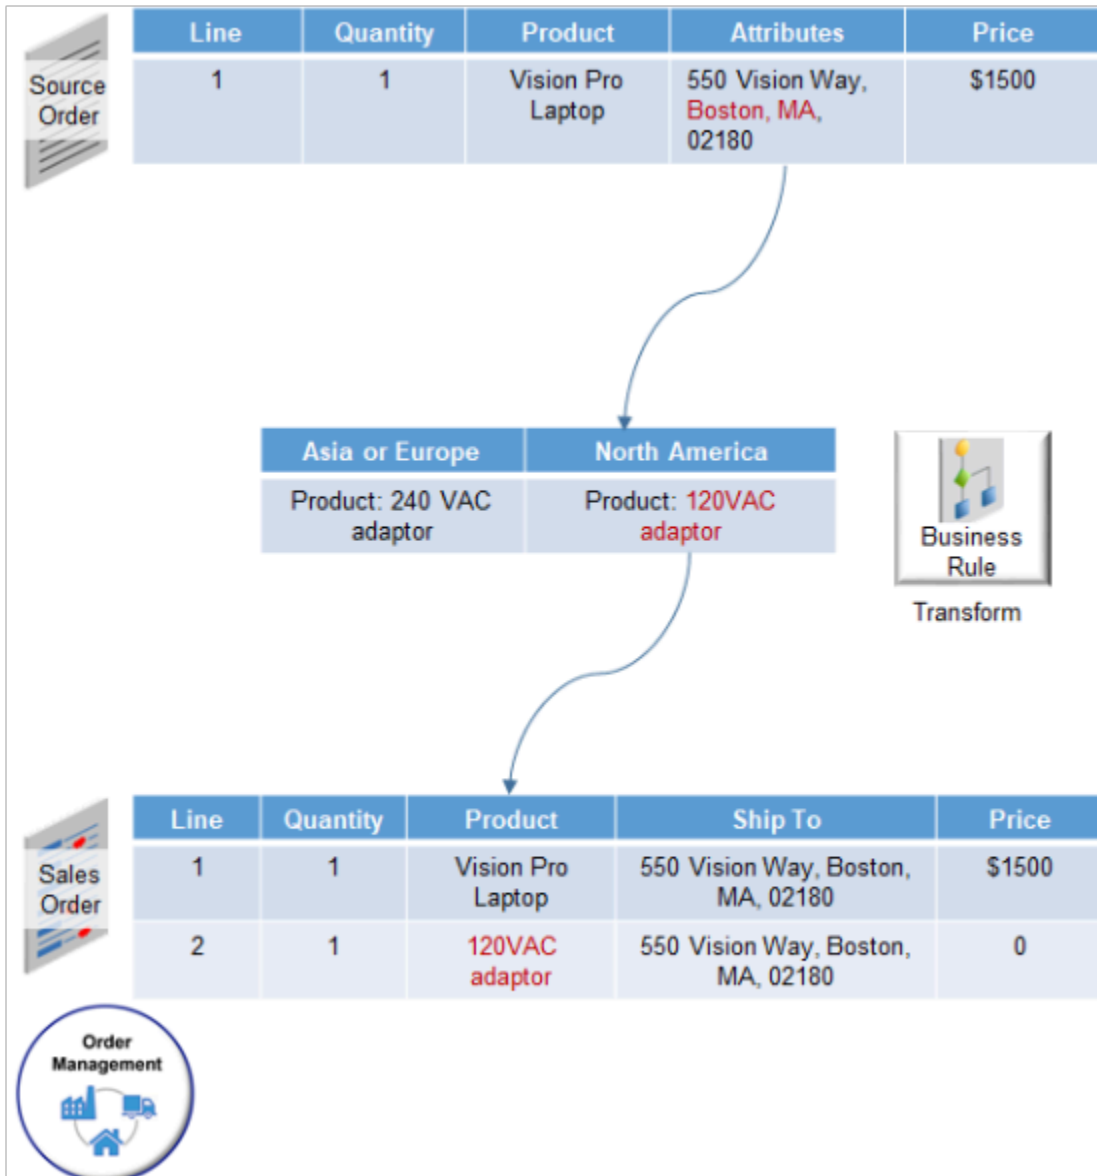 Line Quantity Product Attributes Price
Source
Order
1 1 Vision Pro
Laptop
550 Vision Way,
Boston, MA,
02180
$1500
Asia or Europe North America
Product: 240 VAC
adaptor
Product: 120VAC
adaptor
Business
Rule
Transform
Line Quantity Product Ship To Price
Sales
Order
1 1 Vision Pro
Laptop
550 Vision Way, Boston,
MA, 02180
$1500
2 1 120VAC
adaptor
550 Vision Way, Boston,
MA, 02180
0
Order
Management